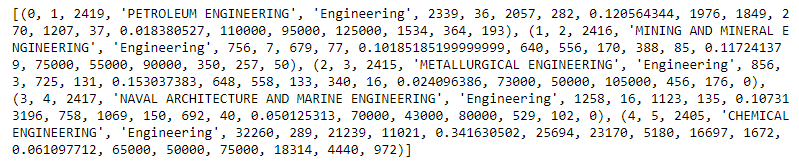 [(0, 1, 2419, 'PETROLEUM ENGINEERING', 'Engineering', 2339, 36, 2057, 282, 0.120564344, 1976, 1849, 2
70, 1207, 37, 0.018380527, 110000, 95000, 125000, 1534, 364, 193), (1, 2, 2416, 'MINING AND MINERAL E
NGINEERING', 'Engineering', 756, 7, 679, 77, 0.10185185199999999, 640, 556, 170, 388, 85, 0.11724137
9, 75000, 55000, 90000, 350, 257, 50), (2, 3, 2415, 'METALLURGICAL ENGINEERING', 'Engineering', 856,
3, 725, 131, 0.153037383, 648, 558, 133, 340, 16, 0.024096386, 73000, 50000, 105000, 456, 176, 0),
(3, 4, 2417, 'NAVAL ARCHITECTURE AND MARINE ENGINEERING', 'Engineering', 1258, 16, 1123, 135, 0.10731
3196, 758, 1069, 150, 692, 40, 0.050125313, 70000, 43000, 80000, 529, 102, 0), (4, 5, 2405, 'CHEMICAL
ENGINEERING', 'Engineering', 32260, 289, 21239, 11021, 0.341630502, 25694, 23170, 5180, 16697, 1672,
0.061097712, 65000, 50000, 75000, 18314, 4440, 972)]